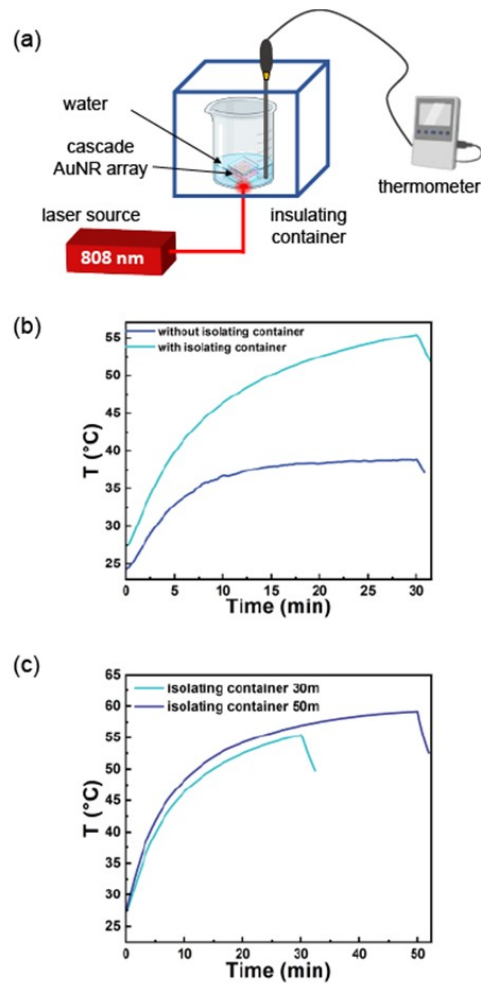 (a)
water
cascade
AuNR array
thermometer
laser source
insulating
container
808 nm
(b)
without isolating container
with isolating container
55
50
45
40
35
30
25
T (°C)
0 5 10 15 20 25 30
Time (min)
(c)
isolating container 30m
isolating container 50m
65
60
55
50
45
40
35
30
25
T (°C)
0 10 20 30 40 50
Time (min)